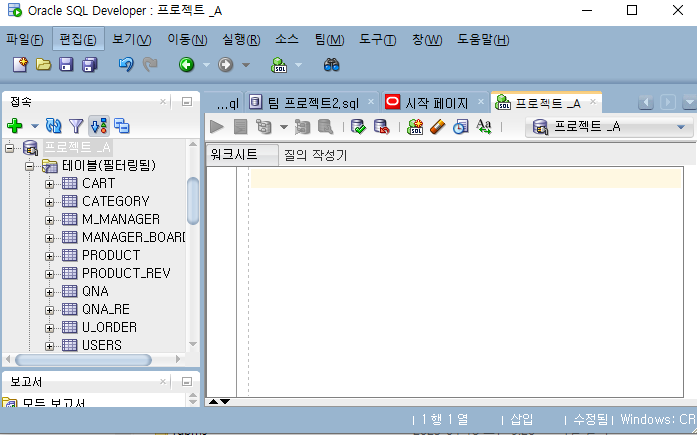 Oracle SQL Developer : 프로젝트 _A
파일(F) 편집(E) 보기(V) 이동(N) 실행(R) 소스 팀(M) 도구(T) 창(W) 도움말(H)
접속
...ql 팀 프로젝트2.sql 시작 페이지 프로젝트 _A
SQL Aa 프로젝트 _A
워크시트 질의 작성기
프로젝트 _A
테이블(필터링됨)
CART
CATEGORY
M_MANAGER
MANAGER_BOARD
PRODUCT
PRODUCT_REV
QNA
QNA_RE
U_ORDER
USERS
보고서
모든 보고서
1 행 1 열 삽입 수정됨 Windows: CR